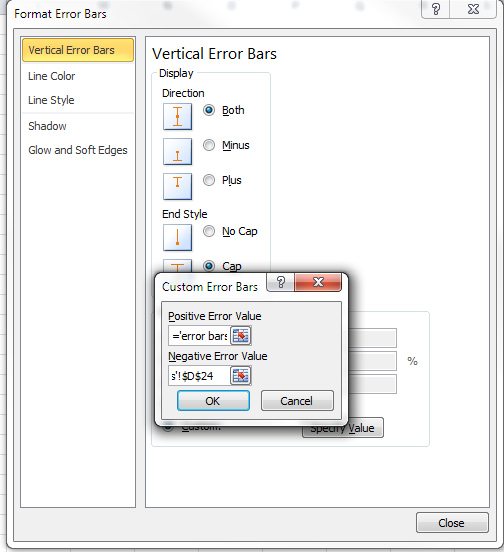 Format Error Bars
Vertical Error Bars
Line Color
Line Style
Shadow
Glow and Soft Edges
Vertical Error Bars
Display
Direction
Both
Minus
Plus
End Style
No Cap
Cap
Custom Error Bars
Positive Error Value
='error bars
Negative Error Value
s'!$D$24
OK Cancel
%
Custom:
Specify Value
Close